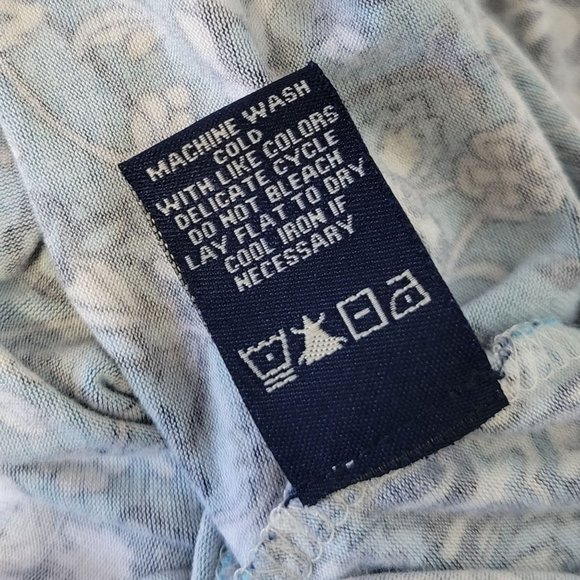 MACHINE WASH
COLD
WITH LIKE COLORS
DELICATE CYCLE
DO NOT BLEACH
LAY FLAT TO DRY
COOL IRON IF
NECESSARY